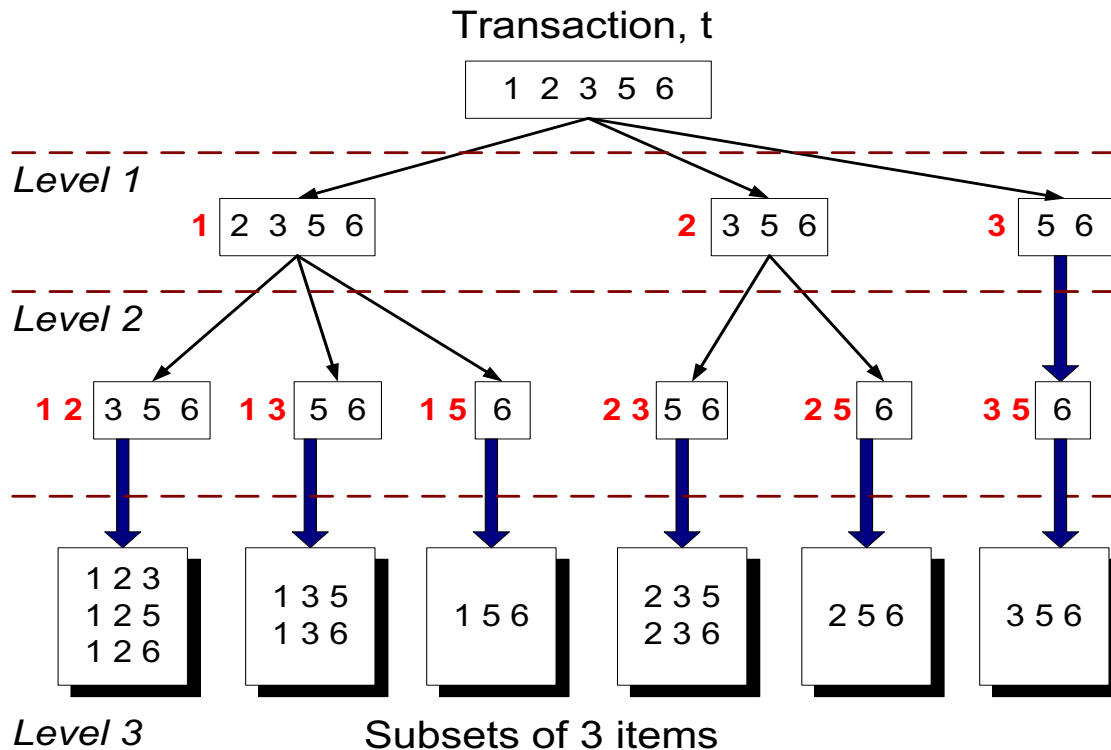 Transaction, t
1 2 3 5 6
Level 1
1 2 3 5 6
2 3 5 6
3 5 6
Level 2
1 2 3 5 6
1 3 5 6
1 5 6
2 3 5 6
2 5 6
3 5 6
1 2 3
1 2 5
1 2 6
1 3 5
1 3 6
1 5 6
2 3 5
2 3 6
2 5 6
3 5 6
Level 3
Subsets of 3 items